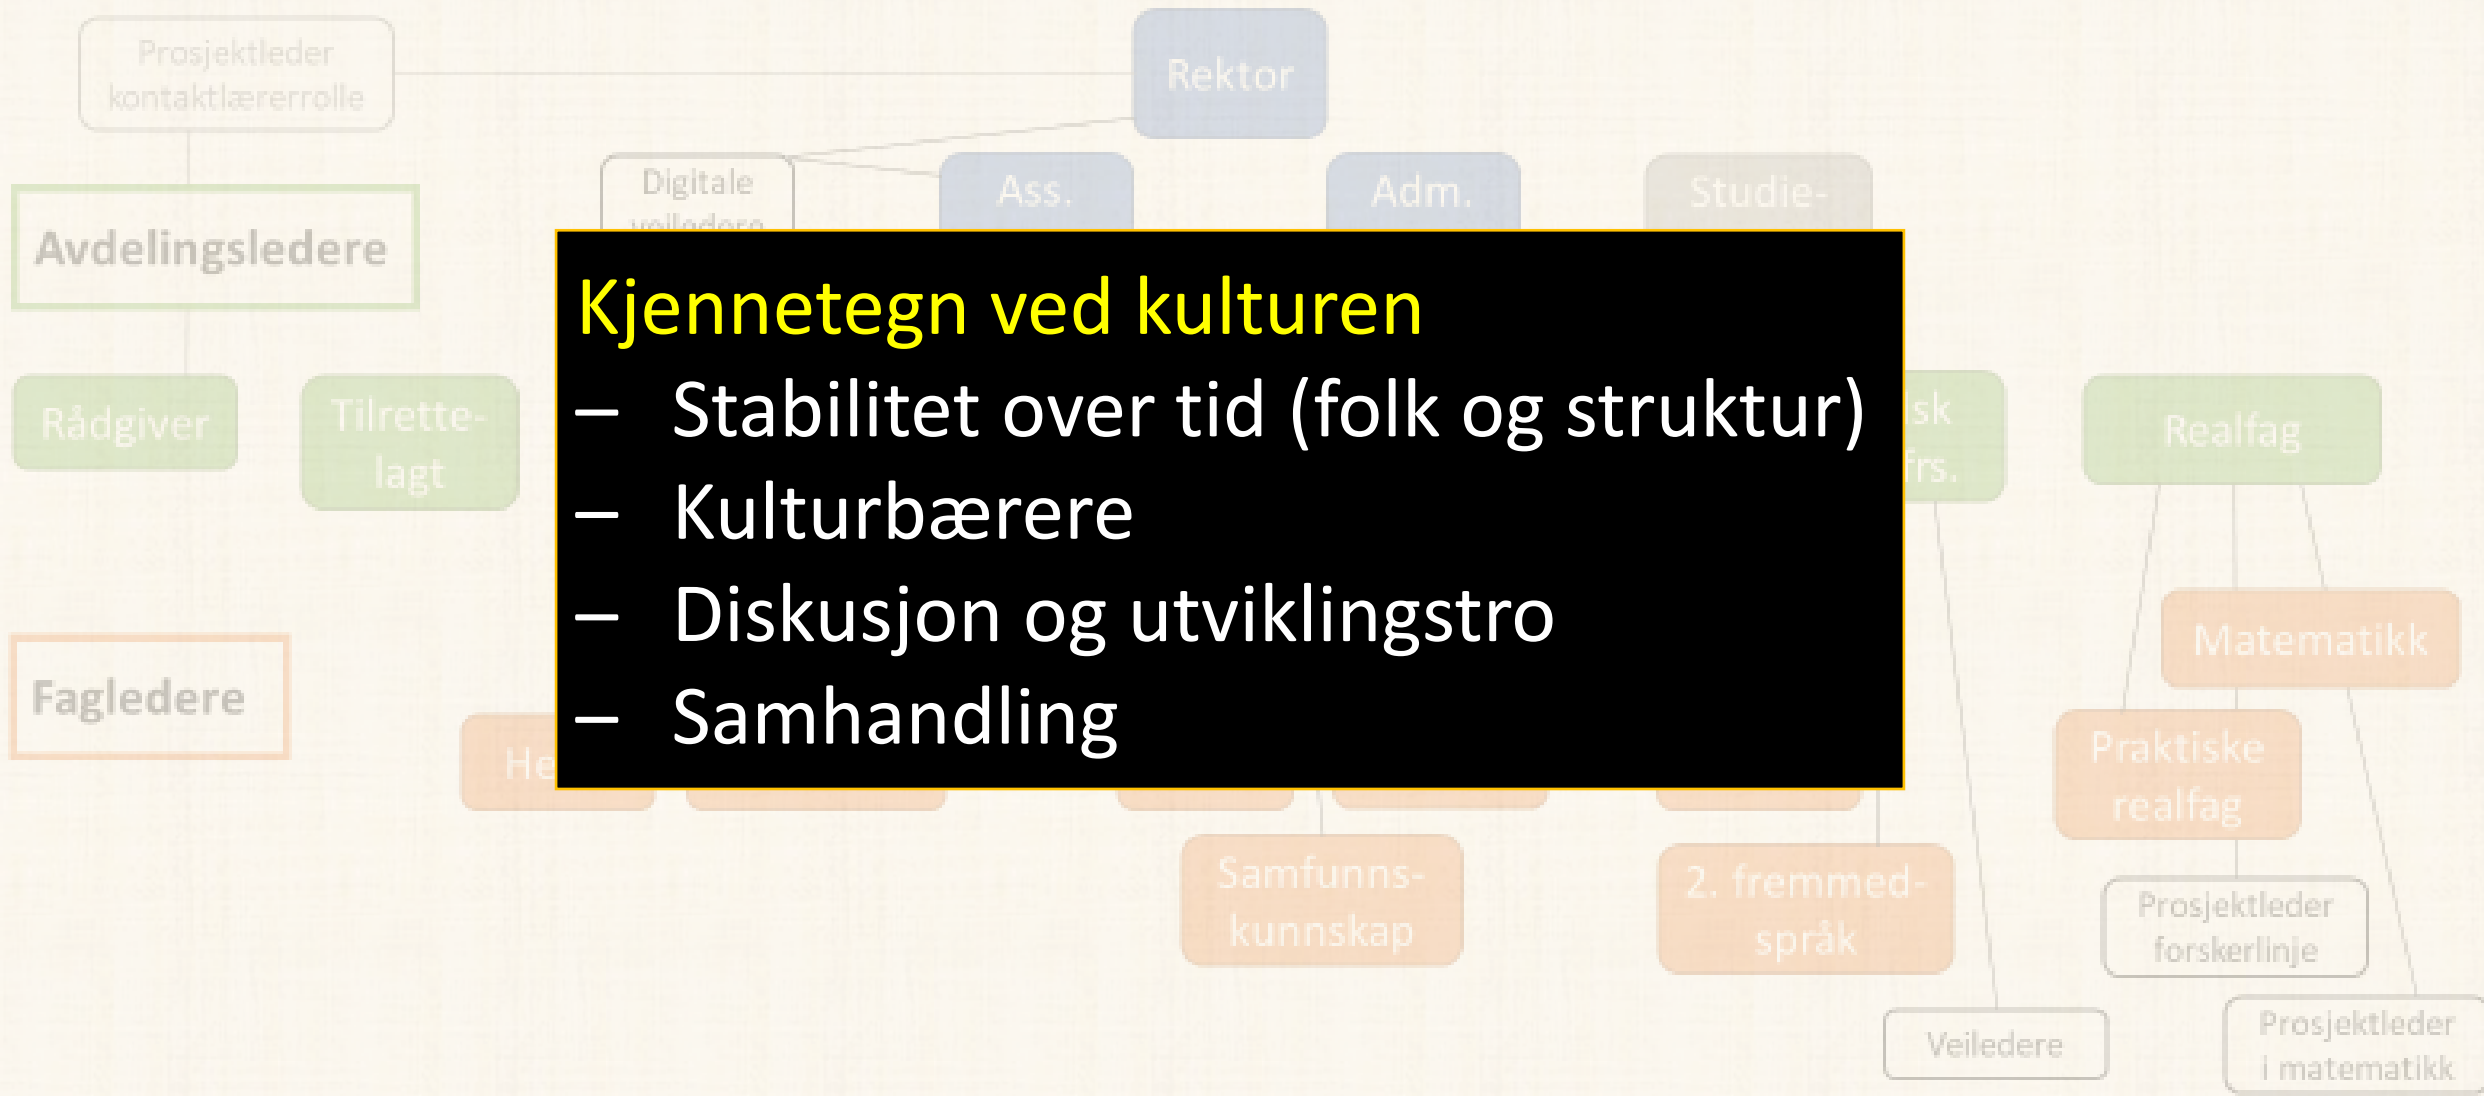 Prosjektleder
kontaktlærerrolle
Rektor
Digitale
veiledere
Ass.
Adm.
Studie-
Avdelingsledere
Kjennetegn ved kulturen
– Stabilitet over tid (folk og struktur)
– Kulturbærere
– Diskusjon og utviklingstro
– Samhandling
Rådgiver
Tilrette-
lagt
Realfag
Matematikk
Fagledere
Praktiske
realfag
Samfunns-
kunnskap
2. fremmed-
språk
Prosjektleder
forskerlinje
Veiledere
Prosjektleder
i matematikk